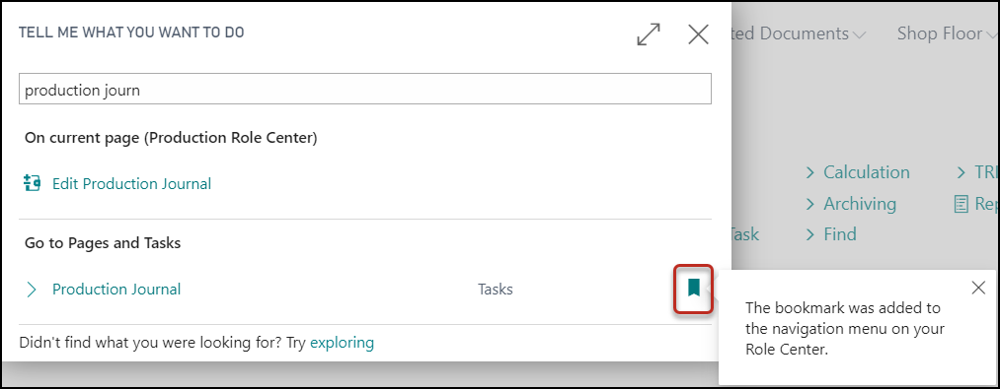 TELL ME WHAT YOU WANT TO DO
ted Documents
Shop Floor
production journ
On current page (Production Role Center)
Edit Production Journal
Calculation
TRI
Archiving
Rep
Task
Find
Go to Pages and Tasks
Production Journal
Tasks
The bookmark was added to
the navigation menu on your
Role Center.
Didn't find what you were looking for? Try exploring